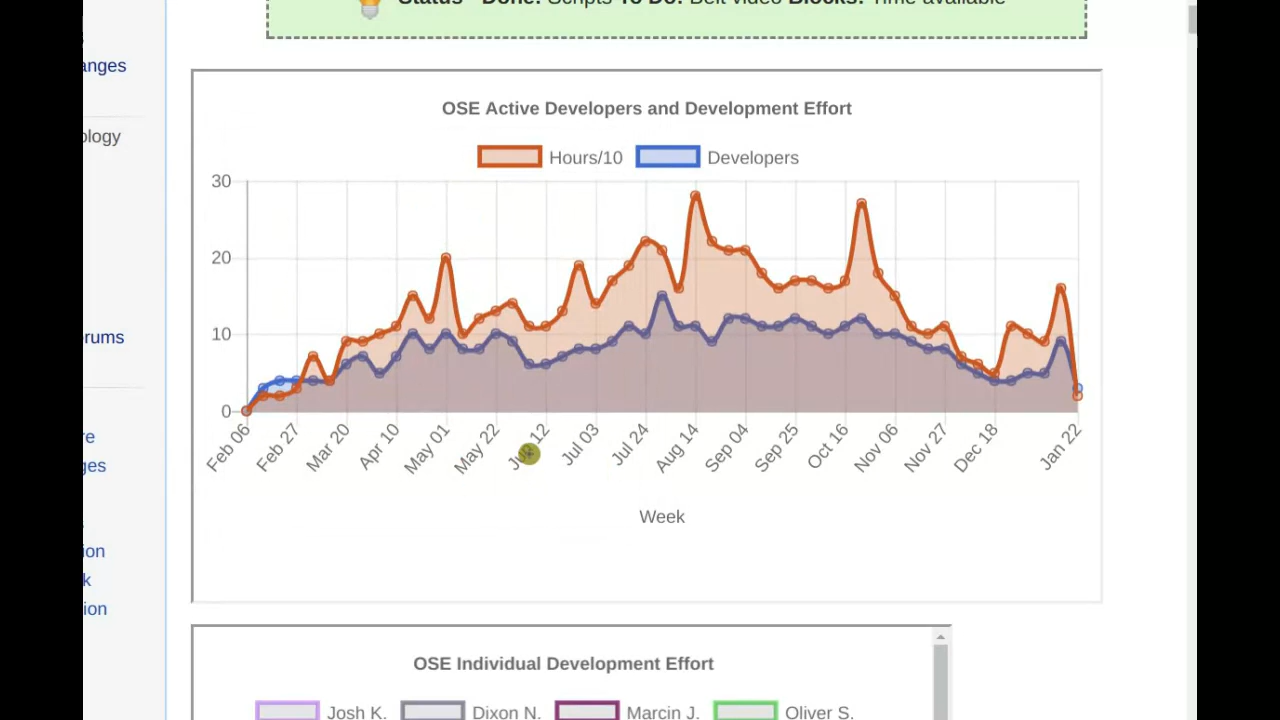 Status - Done: Scripts To Do: Belt video Blocks: Time available
anges
ology
rums
re
ges
ion
k
ion
OSE Active Developers and Development Effort
Hours/10 Developers
30
20
10
0
Feb 06 Feb 27 Mar 20 Apr 10 May 01 May 22 Jun 12 Jul 03 Jul 24 Aug 14 Sep 04 Sep 25 Oct 16 Nov 06 Nov 27 Dec 18 Jan 22
Week
OSE Individual Development Effort
Josh K. Dixon N. Marcin J. Oliver S.